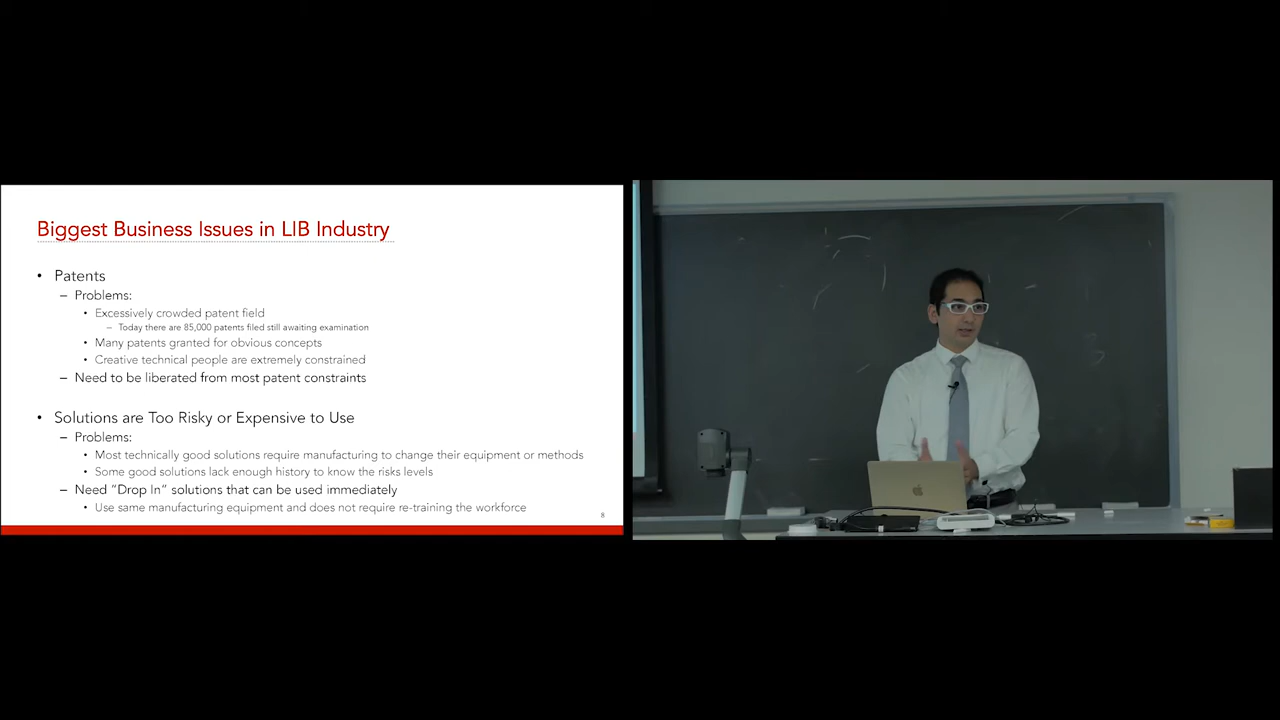 Biggest Business Issues in LIB Industry
• Patents
– Problems:
• Excessively crowded patent field
– Today there are 85,000 patents filed still awaiting examination
• Many patents granted for obvious concepts
• Creative technical people are extremely constrained
– Need to be liberated from most patent constraints
• Solutions are Too Risky or Expensive to Use
– Problems:
• Most technically good solutions require manufacturing to change their equipment or methods
• Some good solutions lack enough history to know the risks levels
– Need “Drop In” solutions that can be used immediately
• Use same manufacturing equipment and does not require re-training the workforce
8